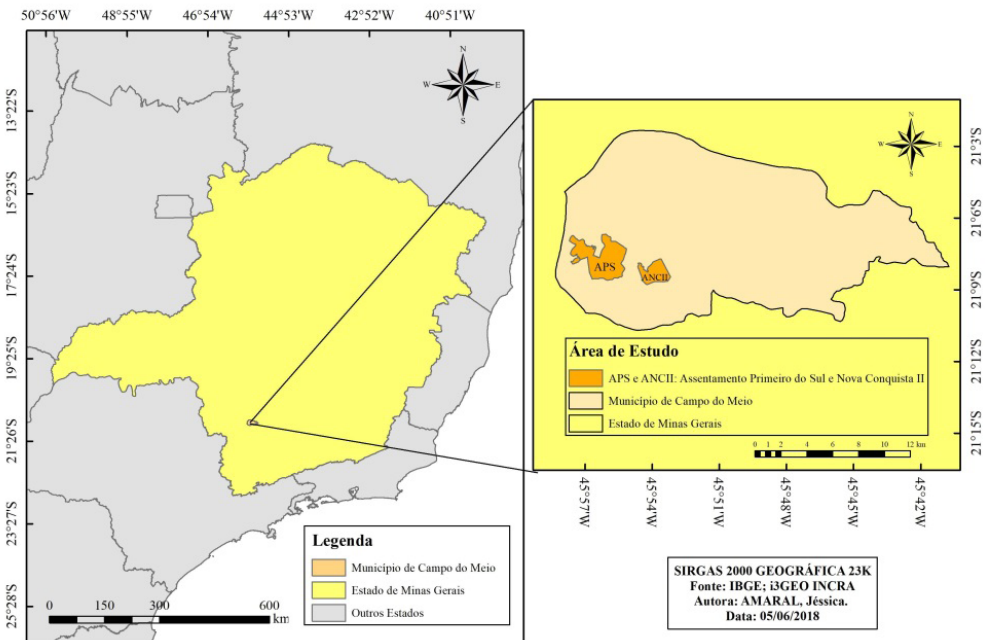 50°56'W 48°55'W 46°54'W 44°53'W 42°52'W 40°51'W
13°22'S
15°23'S
17°24'S
19°25'S
21°26'S
23°27'S
25°28'S
N
W E
S
Legenda
Município de Campo do Meio
Estado de Minas Gerais
Outros Estados
0 150 300 600
km
N
W E
S
21°3'S
21°6'S
21°9'S
21°12'S
21°15'S
APS
ANCII
Área de Estudo
APS e ANCII: Assentamento Primeiro do Sul e Nova Conquista II
Município de Campo do Meio
Estado de Minas Gerais
0 1 2 4 6 8 10 12 km
45°57'W 45°54'W 45°51'W 45°48'W 45°45'W 45°42'W
SIRGAS 2000 GEOGRÁFICA 23K
Fonte: IBGE; i3GEO INCRA
Autora: AMARAL, Jéssica.
Data: 05/06/2018